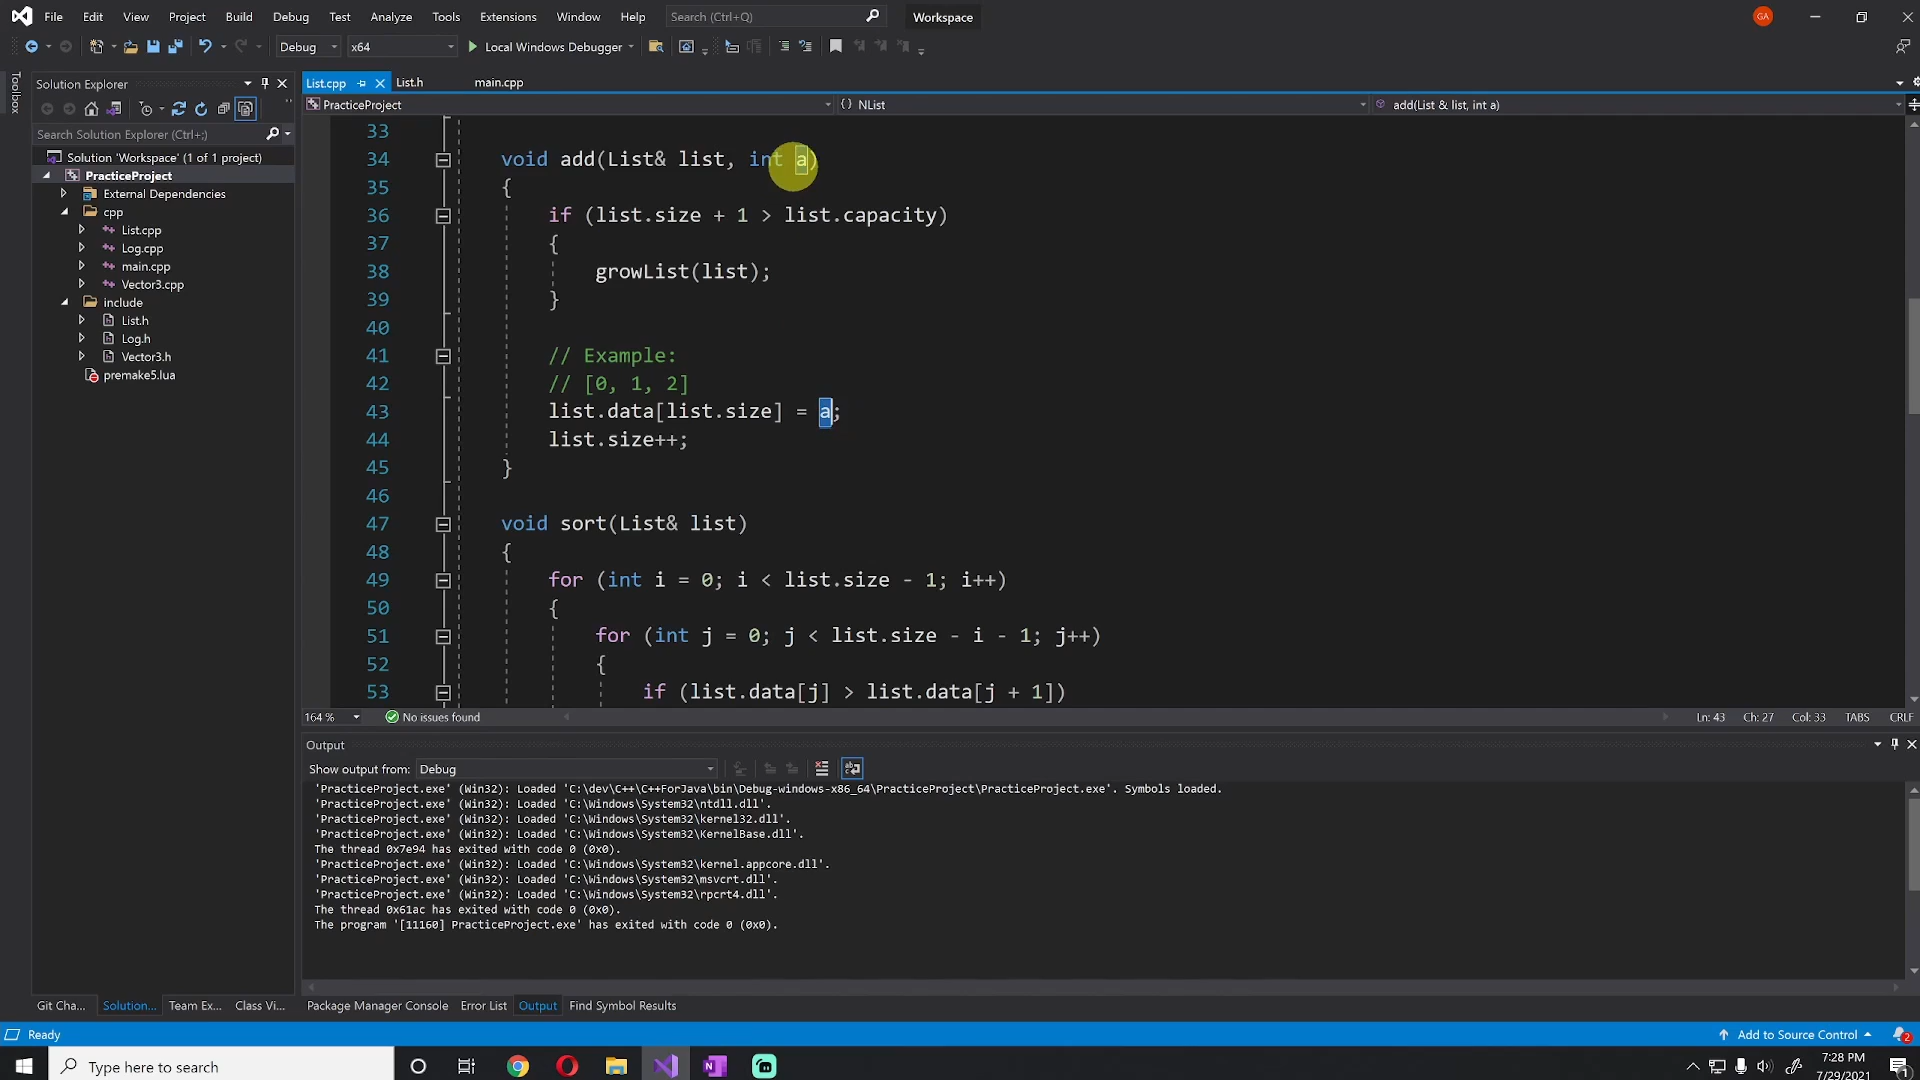 File Edit View Project Build Debug Test Analyze Tools Extensions Window Help Search (Ctrl+Q) Workspace GA
Debug x64 Local Windows Debugger
Toolbox
Solution Explorer
Search Solution Explorer (Ctrl+;)
Solution 'Workspace' (1 of 1 project)
PracticeProject
External Dependencies
cpp
List.cpp
Log.cpp
main.cpp
Vector3.cpp
include
List.h
Log.h
Vector3.h
premake5.lua
List.cpp List.h main.cpp
PracticeProject {} NList add(List & list, int a)
33
34 void add(List& list, int a)
35 {
36 if (list.size + 1 > list.capacity)
37 {
38 growList(list);
39 }
40
41 // Example:
42 // [0, 1, 2]
43 list.data[list.size] = a;
44 list.size++;
45 }
46
47 void sort(List& list)
48 {
49 for (int i = 0; i < list.size - 1; i++)
50 {
51 for (int j = 0; j < list.size - i - 1; j++)
52 {
53 if (list.data[j] > list.data[j + 1])
164 % No issues found Ln: 43 Ch: 27 Col: 33 TABS CRLF
Output
Show output from: Debug
'PracticeProject.exe' (Win32): Loaded 'C:\dev\C++\C++ForJava\bin\Debug-windows-x86_64\PracticeProject\PracticeProject.exe'. Symbols loaded.
'PracticeProject.exe' (Win32): Loaded 'C:\Windows\System32\ntdll.dll'.
'PracticeProject.exe' (Win32): Loaded 'C:\Windows\System32\kernel32.dll'.
'PracticeProject.exe' (Win32): Loaded 'C:\Windows\System32\KernelBase.dll'.
The thread 0x7e94 has exited with code 0 (0x0).
'PracticeProject.exe' (Win32): Loaded 'C:\Windows\System32\kernel.appcore.dll'.
'PracticeProject.exe' (Win32): Loaded 'C:\Windows\System32\msvcrt.dll'.
'PracticeProject.exe' (Win32): Loaded 'C:\Windows\System32\rpcrt4.dll'.
The thread 0x61ac has exited with code 0 (0x0).
The program '[11160] PracticeProject.exe' has exited with code 0 (0x0).
Git Cha... Solution... Team Ex... Class Vi... Package Manager Console Error List Output Find Symbol Results
Ready Add to Source Control 2
Type here to search
7:28 PM
7/29/2021
1